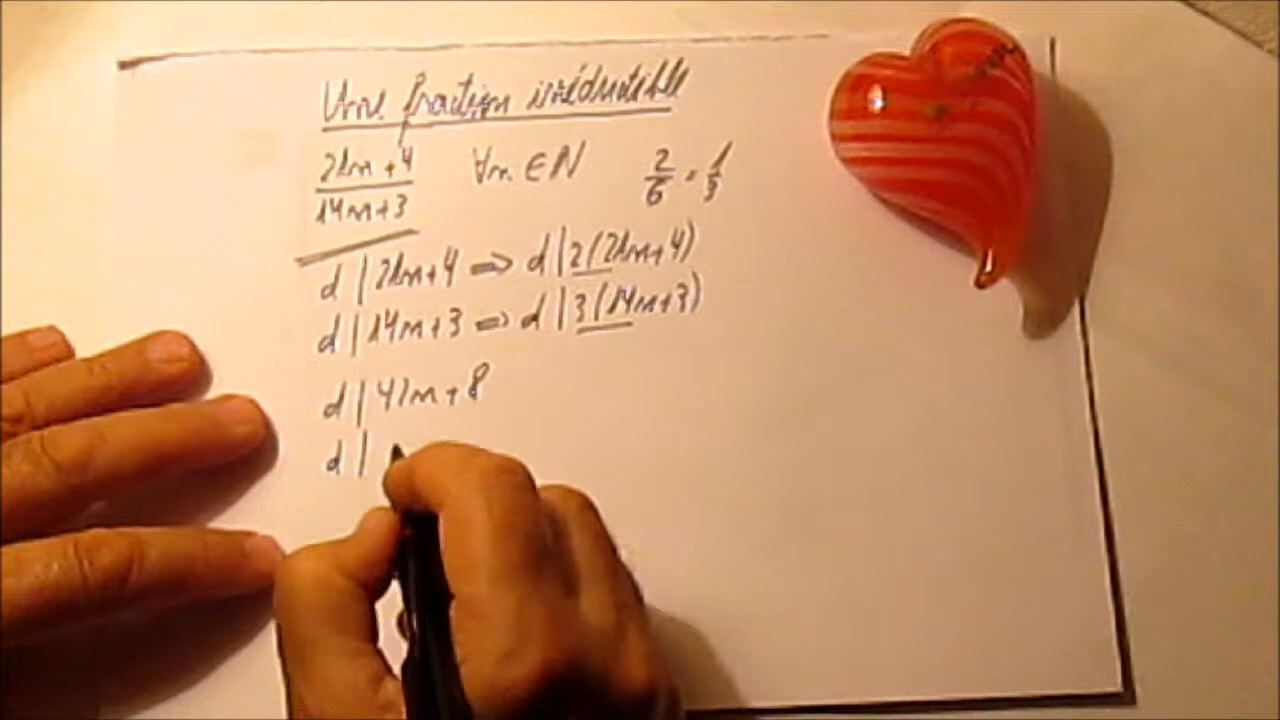 Une fraction irréductible
21n+4 / 14n+3 ∀n ∈ N 2/6 = 1/3
d | 21n+4 ⇒ d | 2(21n+4)
d | 14n+3 ⇒ d | 3(14n+3)
d | 42n+8
d |